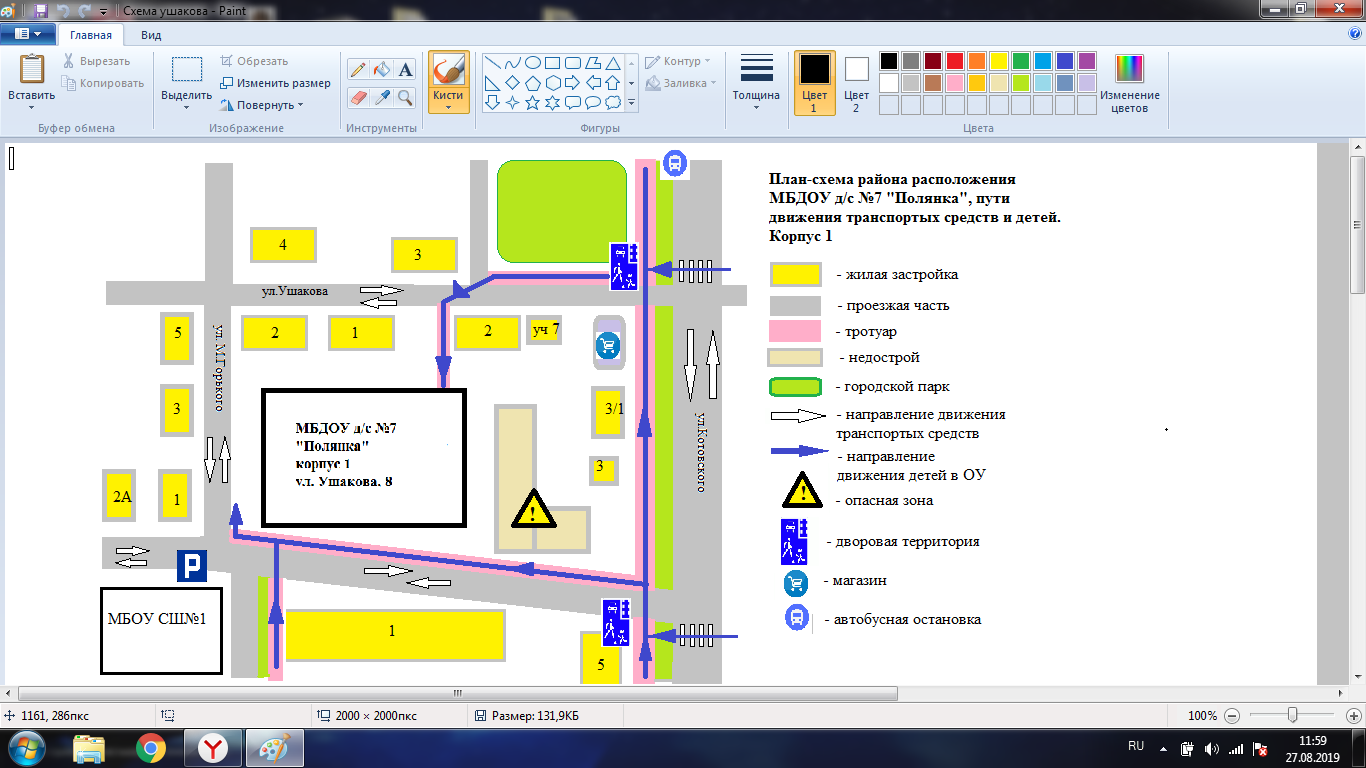 Схема ушакова - Paint
Главная
Вид
Вставить
Вырезать
Копировать
Буфер обмена
Выделить
Обрезать
Изменить размер
Повернуть
Изображение
A
Инструменты
Кисти
Фигуры
Контур
Заливка
Толщина
Цвет 1
Цвет 2
Изменение цветов
Цвета
План-схема района расположения
МБДОУ д/с №7 "Полянка", пути
движения транспортых средств и детей.
Корпус 1
- жилая застройка
- проезжая часть
- тротуар
- недострой
- городской парк
- направление движения
транспортых средств
- направление
движения детей в ОУ
- опасная зона
- дворовая территория
- магазин
- автобусная остановка
4
3
ул.Ушакова
5
2
1
2
уч 7
ул. М.Горького
3
3/1
3
ул.Котовского
МБДОУ д/с №7
"Полянка"
корпус 1
ул. Ушакова, 8
2А
1
!
P
МБОУ СШ№1
1
5
!
1161, 286пкс
2000 × 2000пкс
Размер: 131,9КБ
100%
RU
11:59
27.08.2019